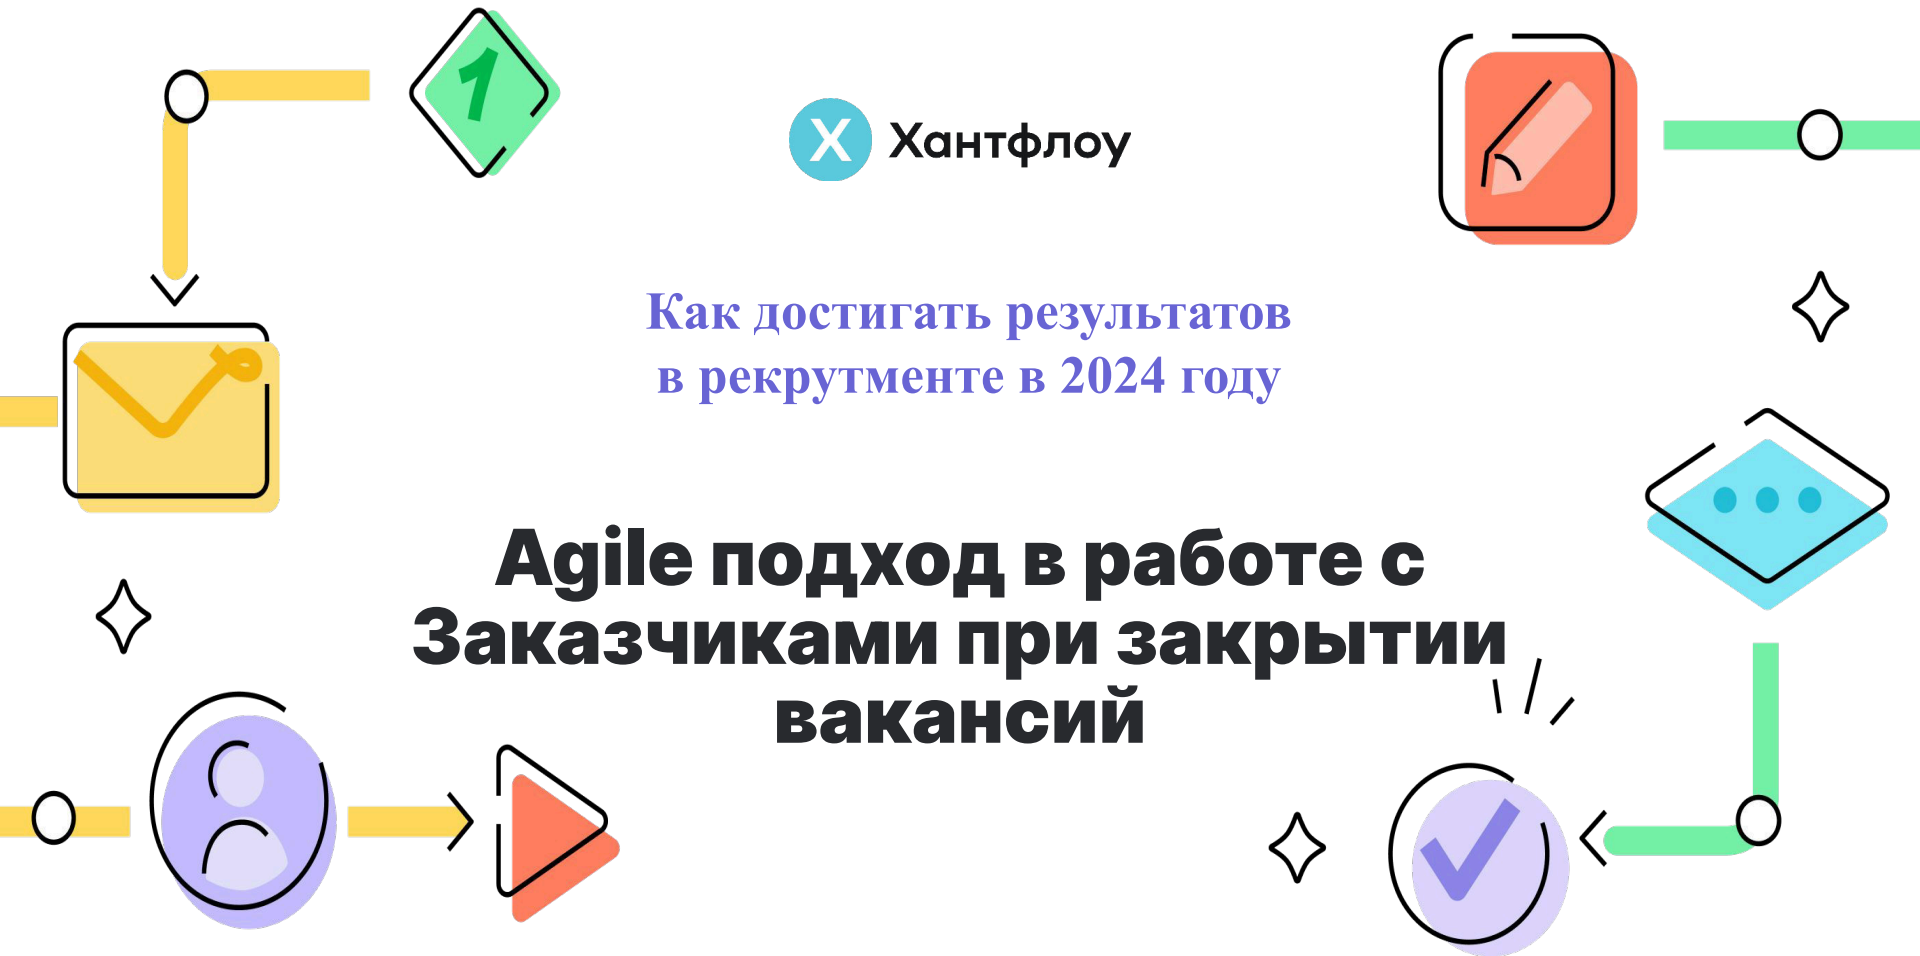 1
Х Хантфлоу
Как достигать результатов
в рекрутменте в 2024 году
Agile подход в работе с
Заказчиками при закрытии
вакансий